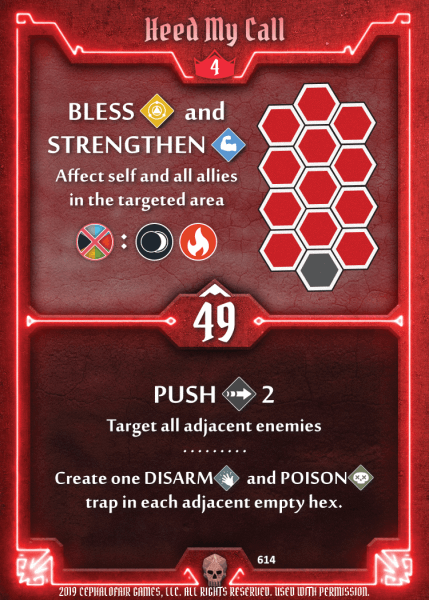 Heed My Call
4
BLESS and
STRENGTHEN
Affect self and all allies
in the targeted area
:
49
PUSH 2
Target all adjacent enemies
.........
Create one DISARM and POISON
trap in each adjacent empty hex.
614
2019 CEPHALOFAIR GAMES, LLC. ALL RIGHTS RESERVED. USED WITH PERMISSION.